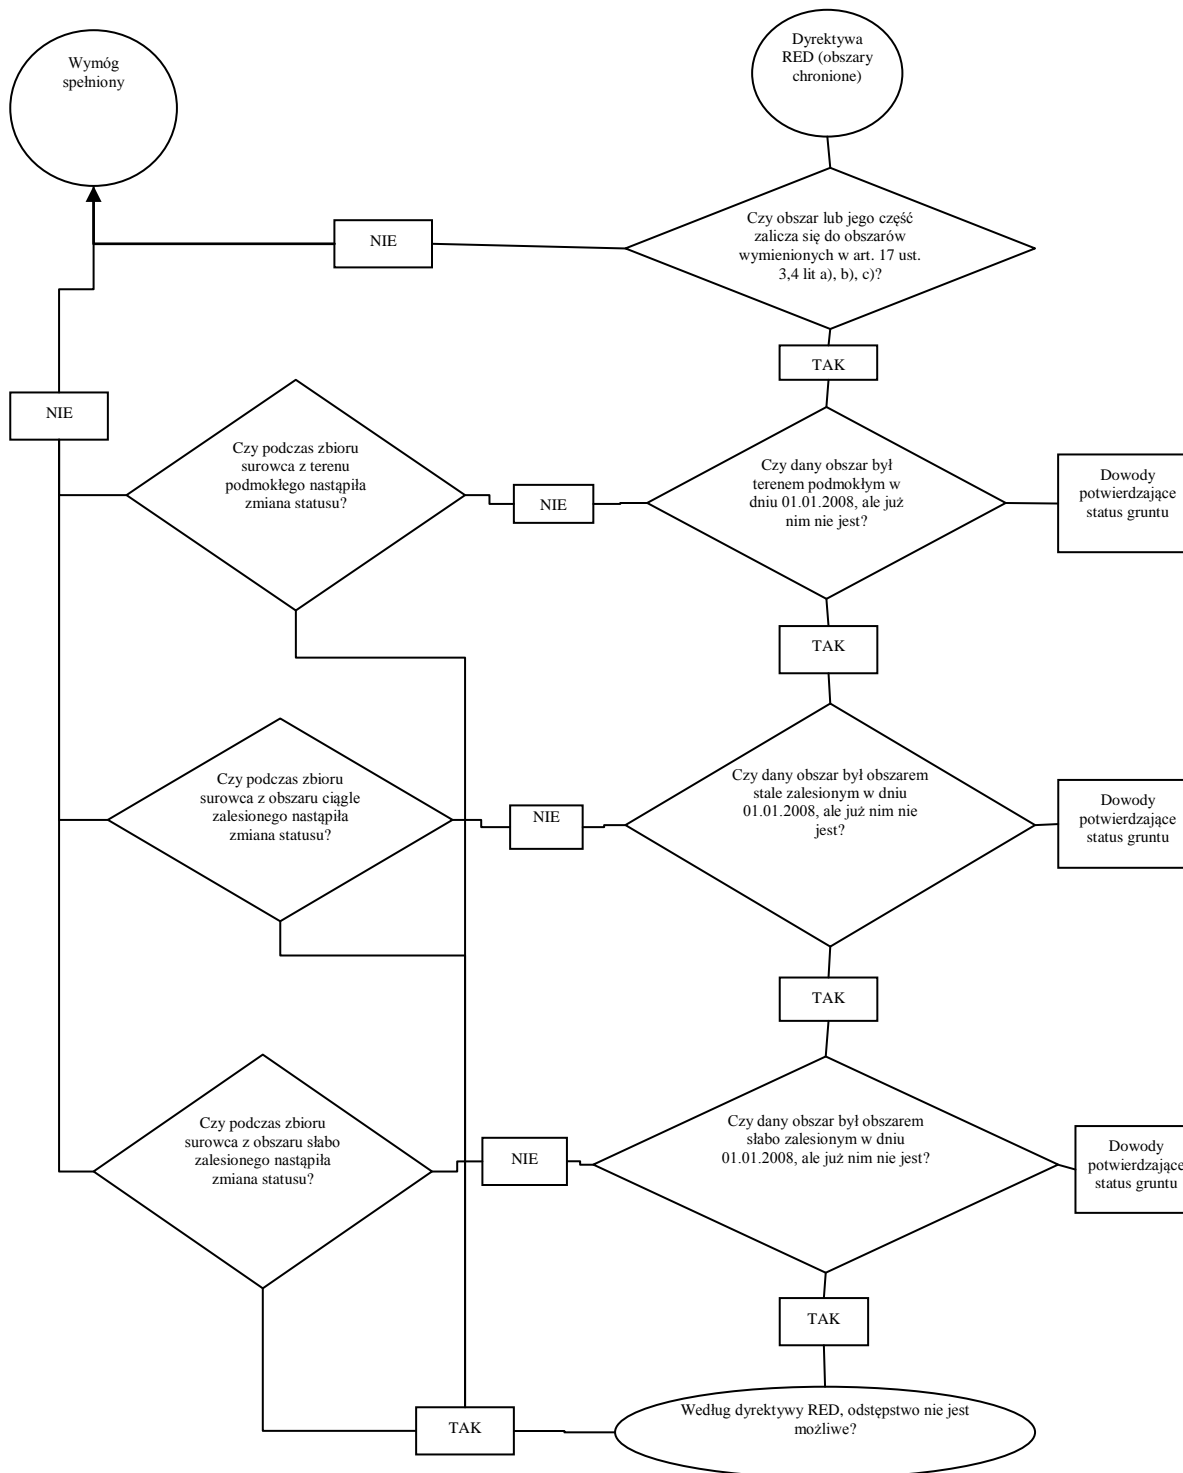 Wymóg
spełniony
Dyrektywa
RED (obszary
chronione)
Czy obszar lub jego część
zalicza się do obszarów
wymienionych w art. 17 ust.
3,4 lit a), b), c)?
NIE
TAK
NIE
Czy podczas zbioru
surowca z terenu
podmokłego nastąpiła
zmiana statusu?
NIE
Czy dany obszar był
terenem podmokłym w
dniu 01.01.2008, ale już
nim nie jest?
Dowody
potwierdzające
status gruntu
TAK
Czy podczas zbioru
surowca z obszaru ciągle
zalesionego nastąpiła
zmiana statusu?
NIE
Czy dany obszar był obszarem
stale zalesionym w dniu
01.01.2008, ale już nim nie
jest?
Dowody
potwierdzające
status gruntu
TAK
Czy podczas zbioru
surowca z obszaru słabo
zalesionego nastąpiła
zmiana statusu?
NIE
Czy dany obszar był obszarem
słabo zalesionym w dniu
01.01.2008, ale już nim nie jest?
Dowody
potwierdzające
status gruntu
TAK
TAK
Według dyrektywy RED, odstępstwo nie jest
możliwe?